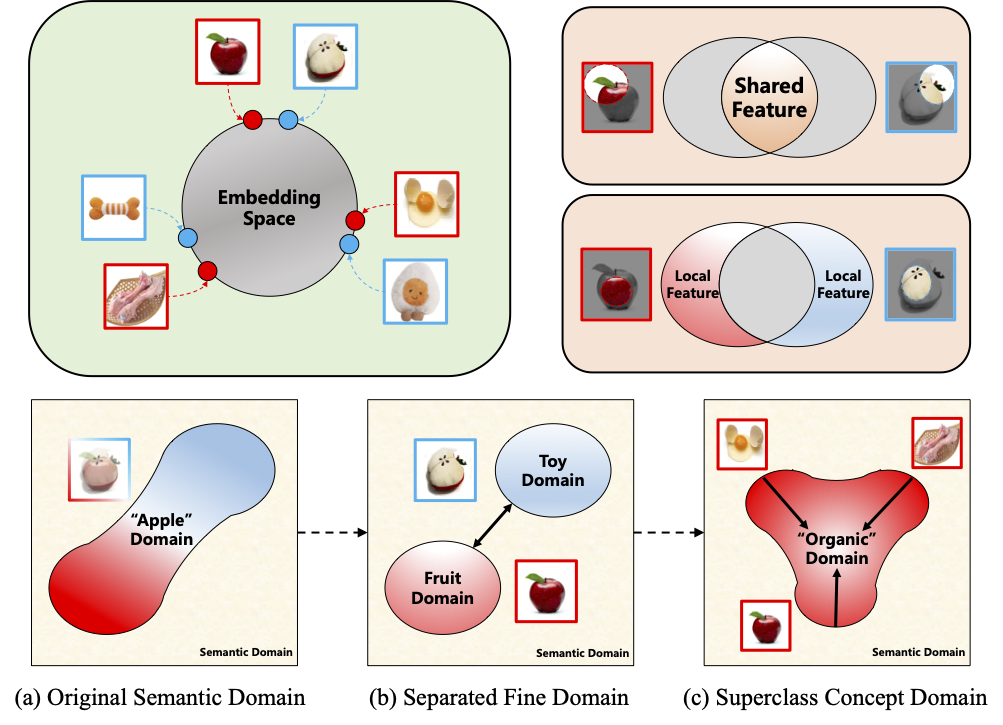 Embedding
Space
Shared
Feature
Local
Feature
Local
Feature
“Apple”
Domain
Semantic Domain
Toy
Domain
Fruit
Domain
Semantic Domain
“Organic”
Domain
Semantic Domain
(a) Original Semantic Domain
(b) Separated Fine Domain
(c) Superclass Concept Domain